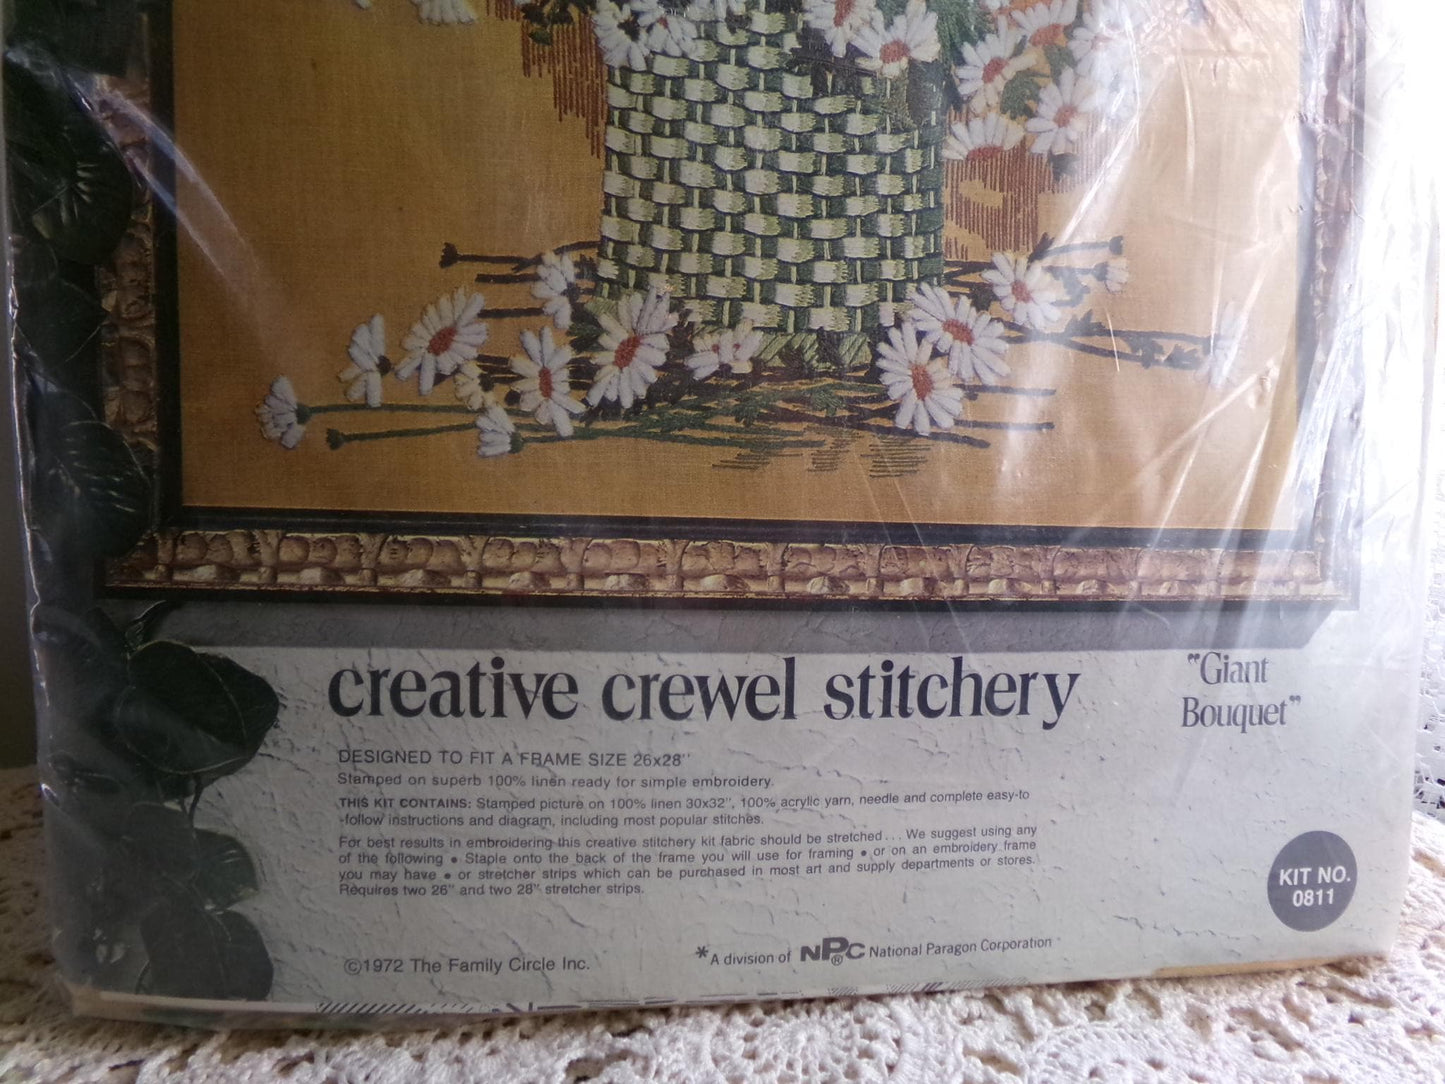 creative crewel stitchery
"Giant
Bouquet"
DESIGNED TO FIT A FRAME SIZE 26x28"
Stamped on superb 100% linen ready for simple embroidery.
THIS KIT CONTAINS: Stamped picture on 100% linen 30x32", 100% acrylic yarn, needle and complete easy-to
-follow instructions and diagram, including most popular stitches.
For best results in embroidering this creative stitchery kit fabric should be stretched... We suggest using any
of the following • Staple onto the back of the frame you will use for framing • or on an embroidery frame
you may have • or stretcher strips which can be purchased in most art and supply departments or stores.
Requires two 26" and two 28" stretcher strips.
KIT NO.
0811
©1972 The Family Circle Inc.
*A division of NPC® National Paragon Corporation